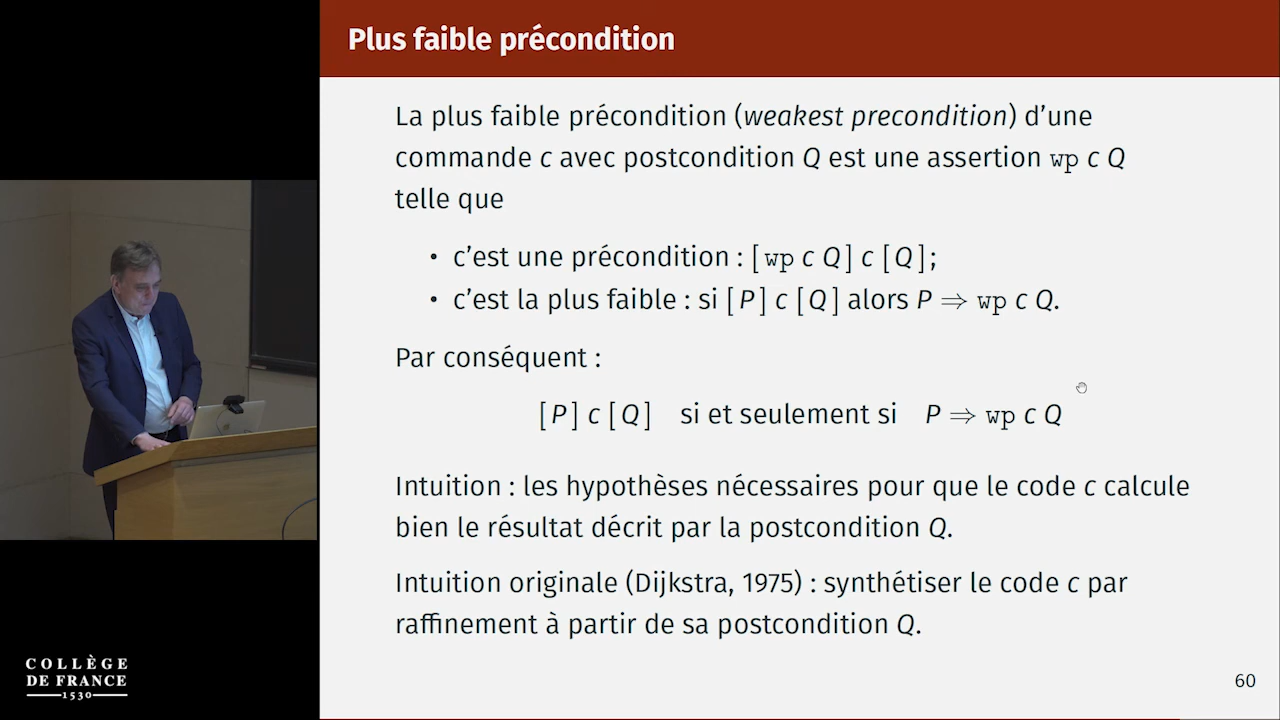 Plus faible précondition
La plus faible précondition (weakest precondition) d’une
commande c avec postcondition Q est une assertion wp c Q
telle que
• c’est une précondition : [ wp c Q ] c [ Q ] ;
• c’est la plus faible : si [ P ] c [ Q ] alors P ⇒ wp c Q.
Par conséquent :
[ P ] c [ Q ] si et seulement si P ⇒ wp c Q
Intuition : les hypothèses nécessaires pour que le code c calcule
bien le résultat décrit par la postcondition Q.
Intuition originale (Dijkstra, 1975) : synthétiser le code c par
raffinement à partir de sa postcondition Q.
COLLÈGE
DE FRANCE
1530
60